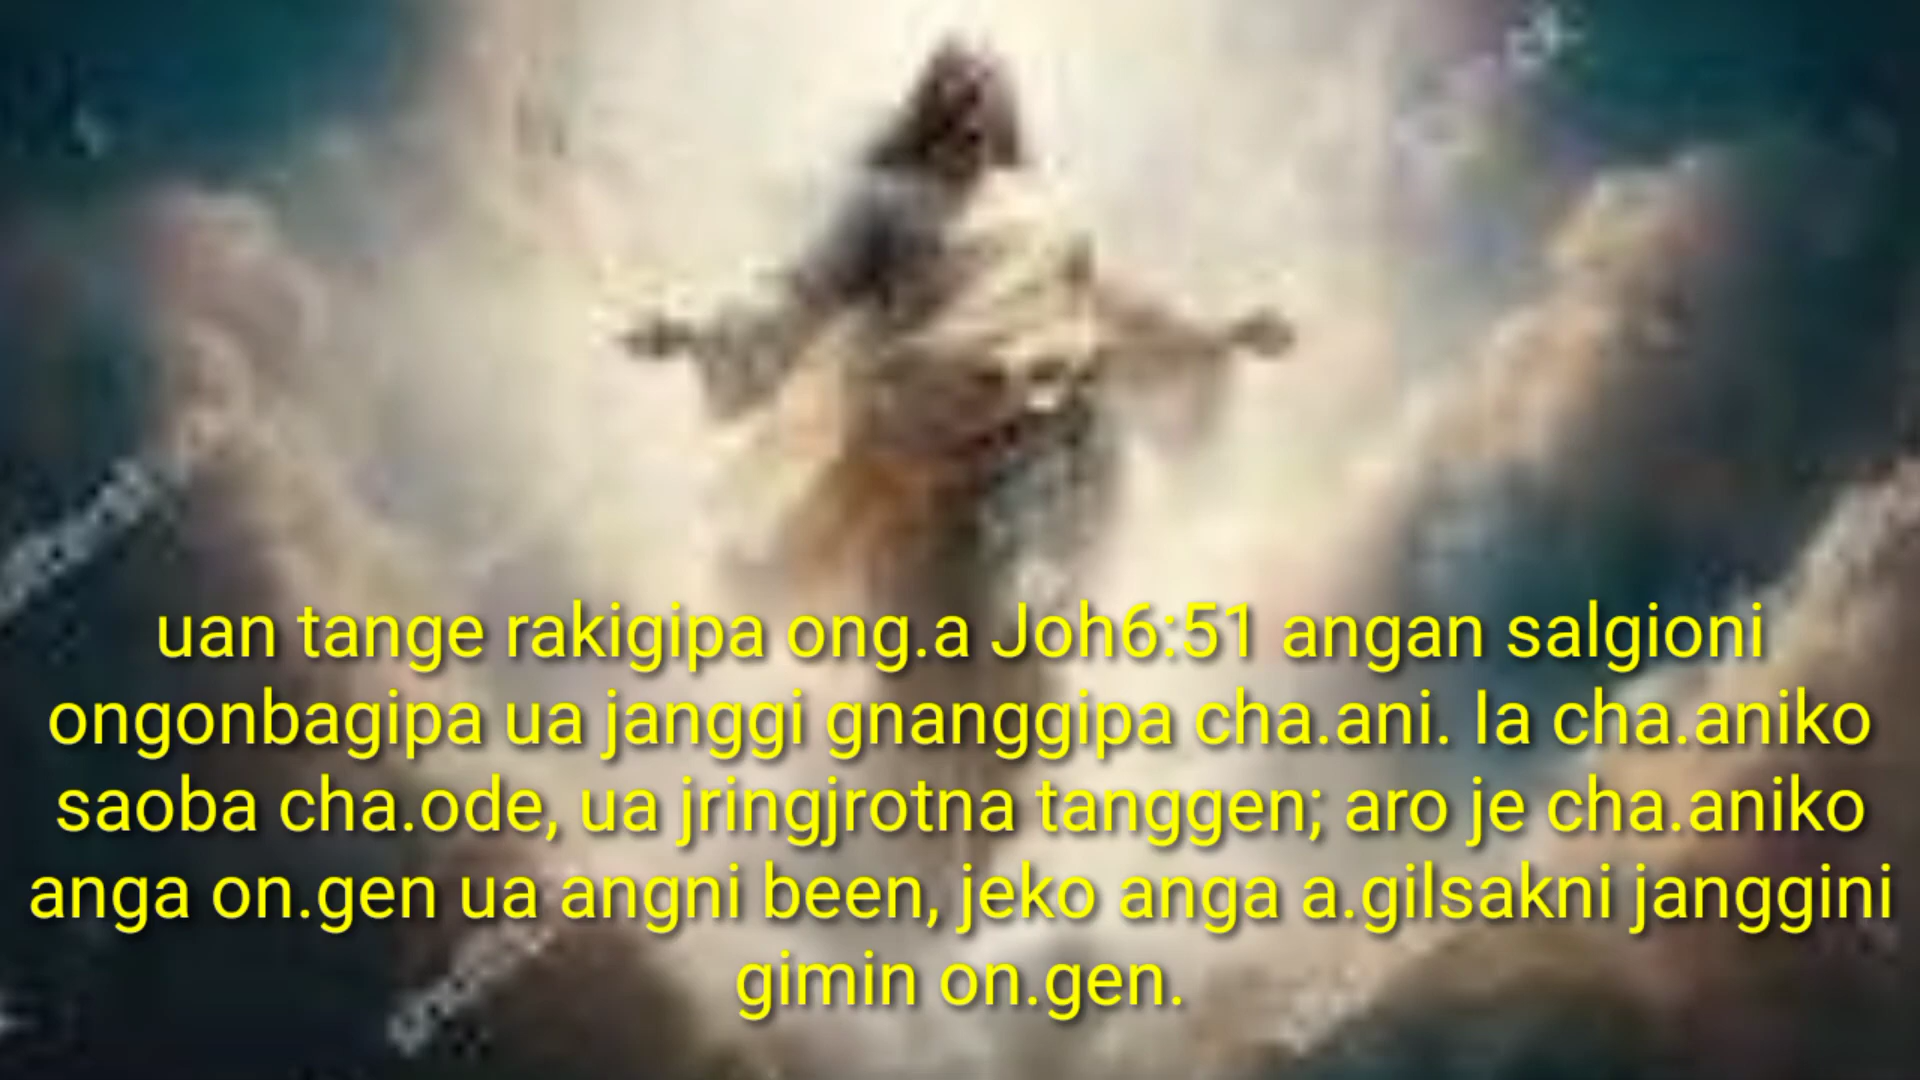 uan tange rakigipa ong.a Joh6:51 angan salgioni
ongonbagipa ua janggi gnanggipa cha.ani. Ia cha.aniko
saoba cha.ode, ua jringjrotna tanggen; aro je cha.aniko
anga on.gen ua angni been, jeko anga a.gilsakni janggini
gimin on.gen.